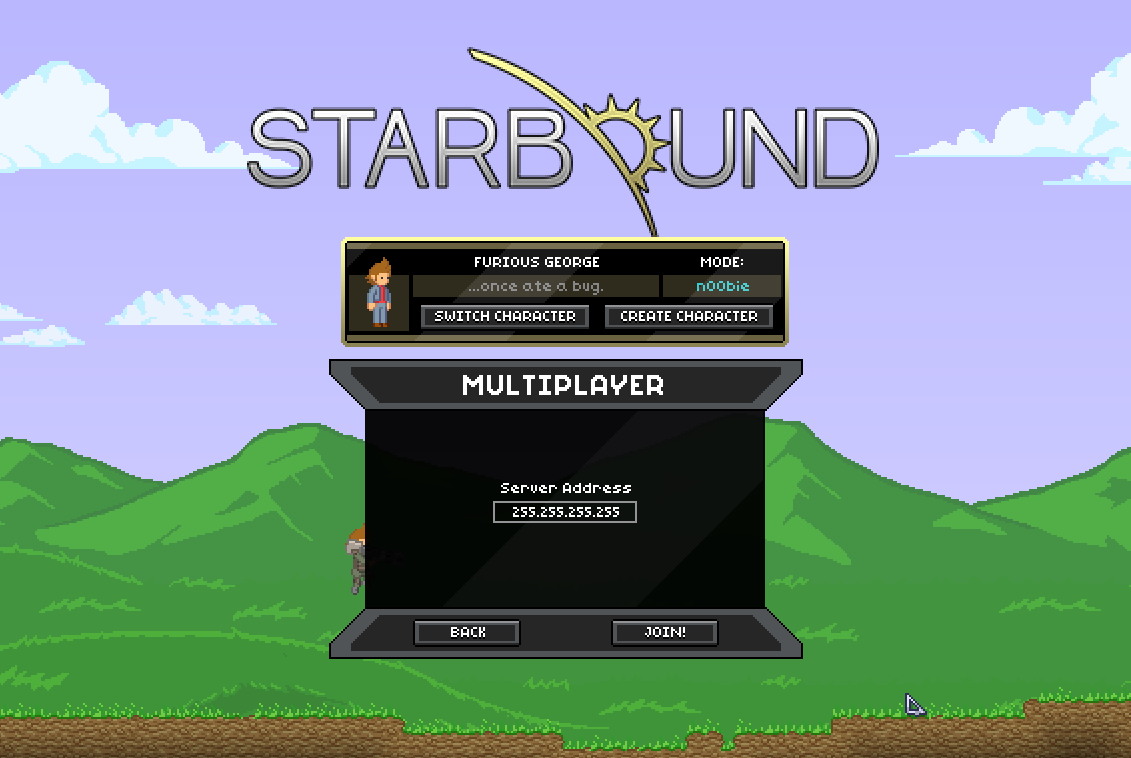 STARBOUND
FURIOUS GEORGE
MODE:
...once ate a bug.
n00bie
SWITCH CHARACTER
CREATE CHARACTER
MULTIPLAYER
Server Address
255.255.255.255
BACK
JOIN!